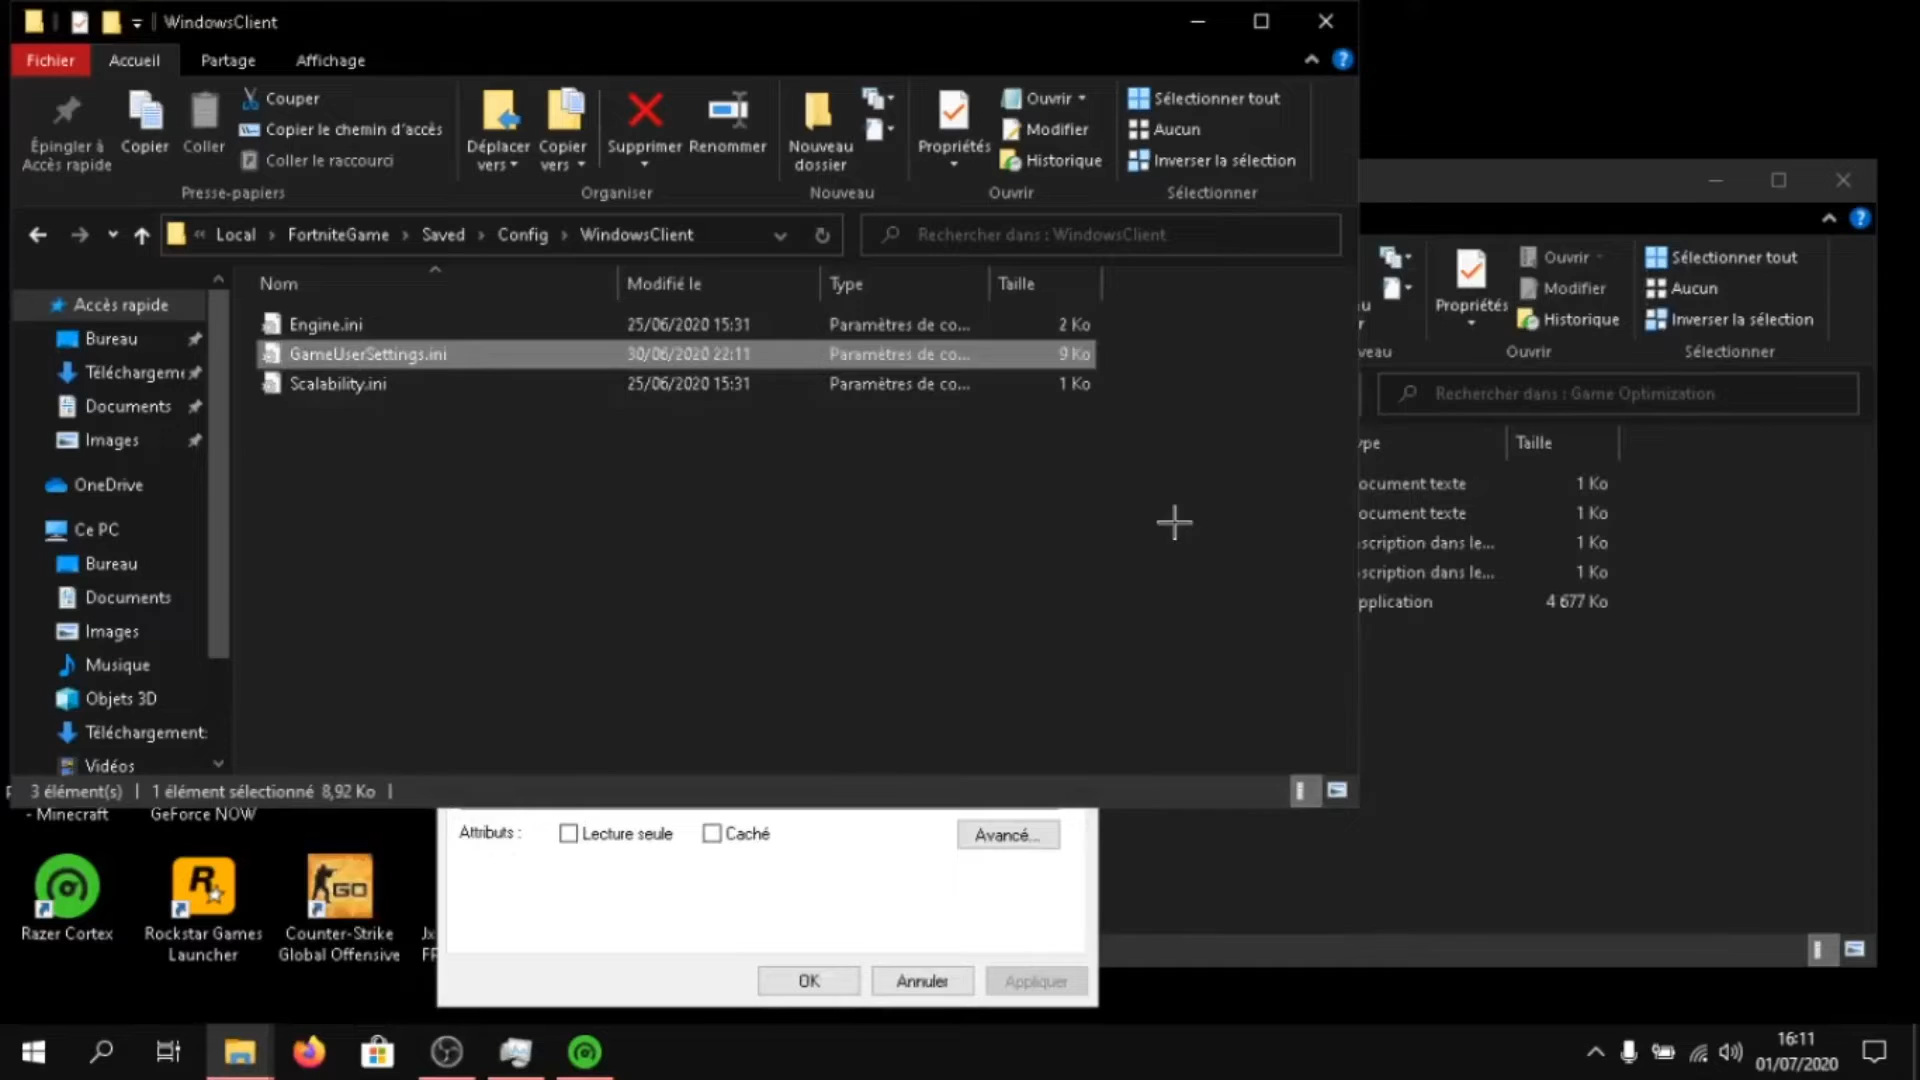 WindowsClient
Fichier Accueil Partage Affichage
Épingler à Accès rapide
Copier
Coller
Couper
Copier le chemin d'accès
Coller le raccourci
Presse-papiers
Déplacer vers
Copier vers
Supprimer
Renommer
Organiser
Nouveau dossier
Nouveau
Propriétés
Ouvrir
Modifier
Historique
Ouvrir
Sélectionner tout
Aucun
Inverser la sélection
Sélectionner
« Local › FortniteGame › Saved › Config › WindowsClient
Rechercher dans : WindowsClient
Nom Modifié le Type Taille
Engine.ini 25/06/2020 15:31 Paramètres de co... 2 Ko
GameUserSettings.ini 30/06/2020 22:11 Paramètres de co... 9 Ko
Scalability.ini 25/06/2020 15:31 Paramètres de co... 1 Ko
Accès rapide
Bureau
Téléchargeme
Documents
Images
OneDrive
Ce PC
Bureau
Documents
Images
Musique
Objets 3D
Téléchargement:
Vidéos
3 élément(s) 1 élément sélectionné 8,92 Ko
Propriétés
Ouvrir
Modifier
Historique
Ouvrir
Sélectionner tout
Aucun
Inverser la sélection
Sélectionner
eau
Rechercher dans : Game Optimization
ype Taille
ocument texte 1 Ko
ocument texte 1 Ko
scription dans le... 1 Ko
scription dans le... 1 Ko
pplication 4 677 Ko
- Minecraft
GeForce NOW
Razer Cortex
Rockstar Games Launcher
Counter-Strike Global Offensive
Attributs : Lecture seule Caché Avancé...
OK Annuler Appliquer
16:11
01/07/2020